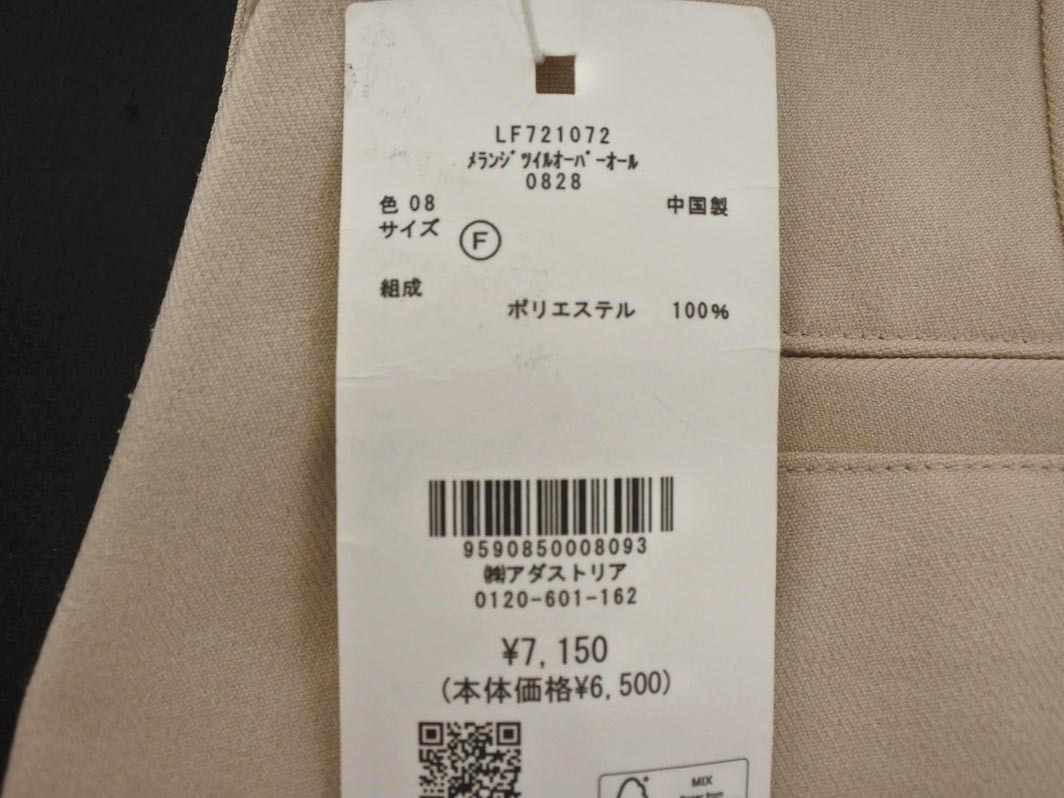 LF721072
ﾒﾗﾝｼﾞﾂｲﾙｵｰﾊﾞｰｵｰﾙ
0828
色 08 中国製
サイズ Ⓕ
組成
ポリエステル 100%
9590850008093
㈱アダストリア
0120-601-162
¥7,150
(本体価格¥6,500)
MIX